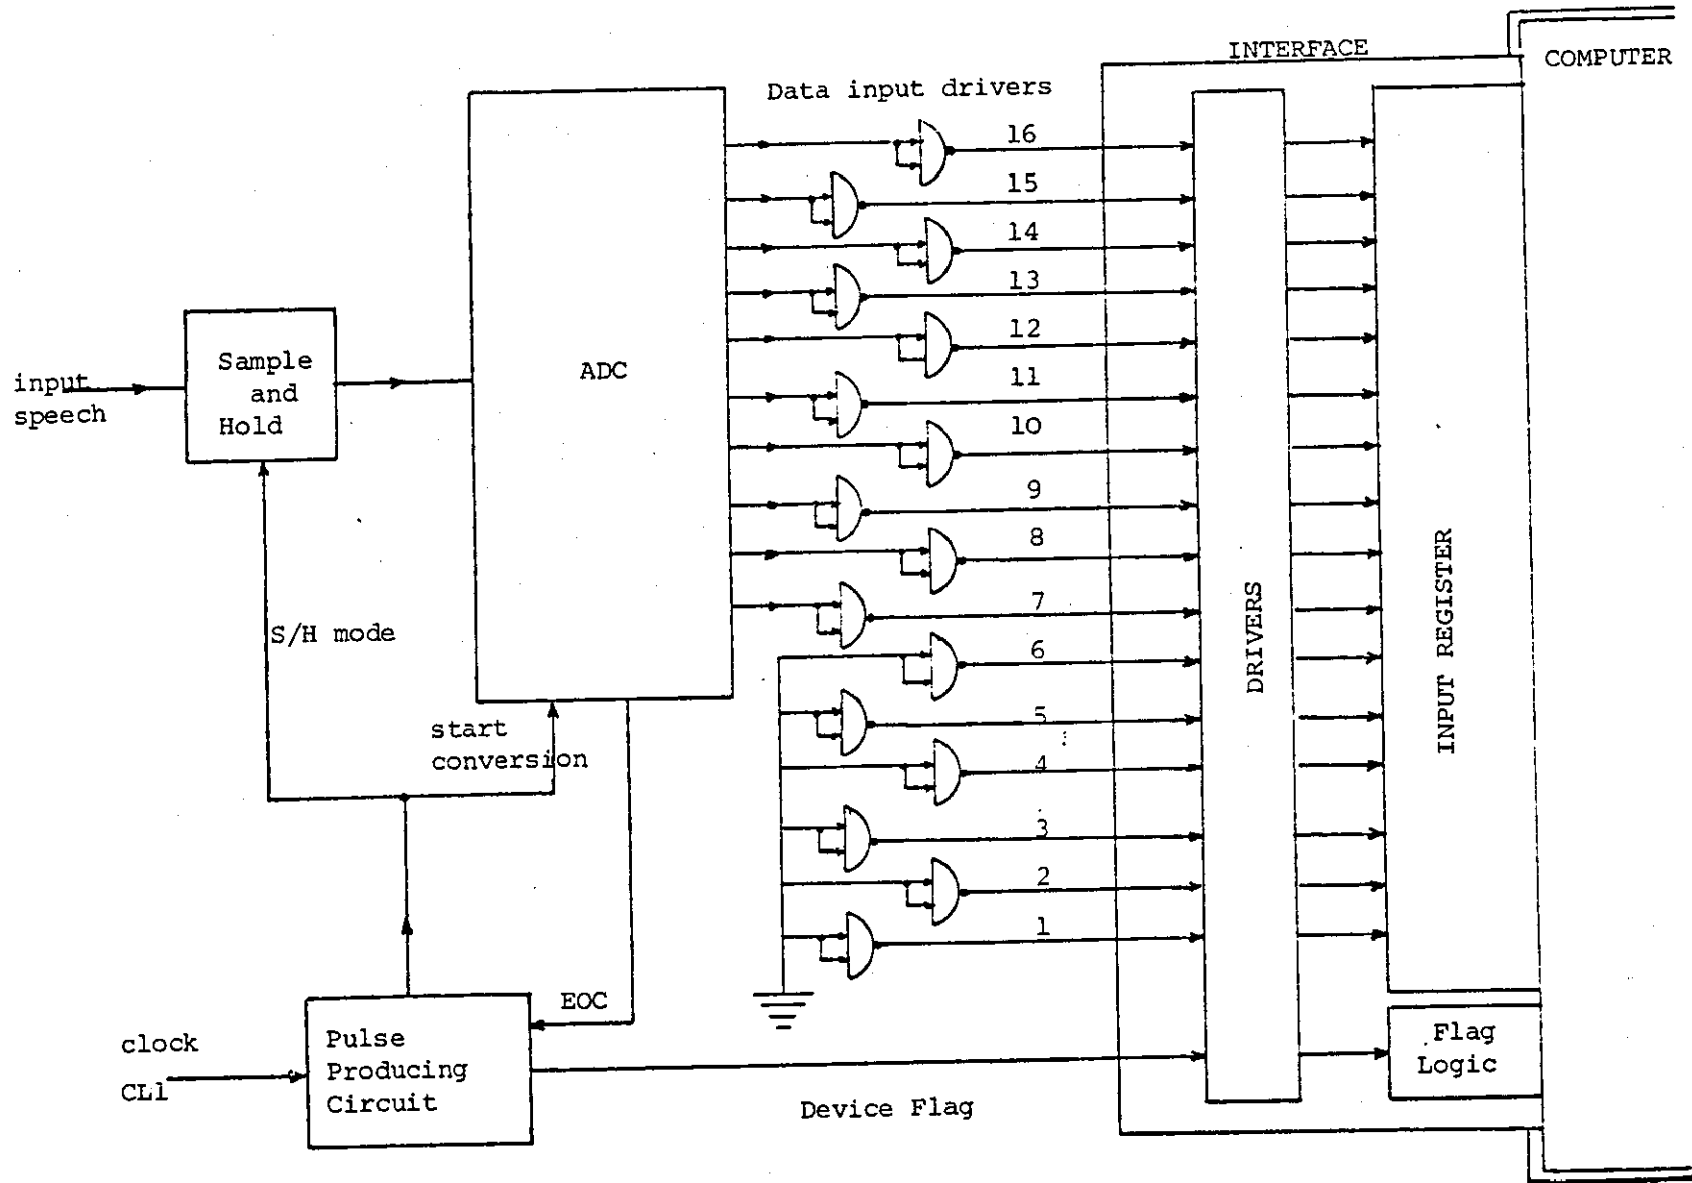 INTERFACE
COMPUTER
Data input drivers
16
15
14
13
12
11
10
9
8
7
6
5
4
3
2
1
ADC
Sample
and
Hold
input
speech
S/H mode
start
conversion
EOC
clock
CL1
Pulse
Producing
Circuit
Device Flag
DRIVERS
INPUT REGISTER
Flag
Logic